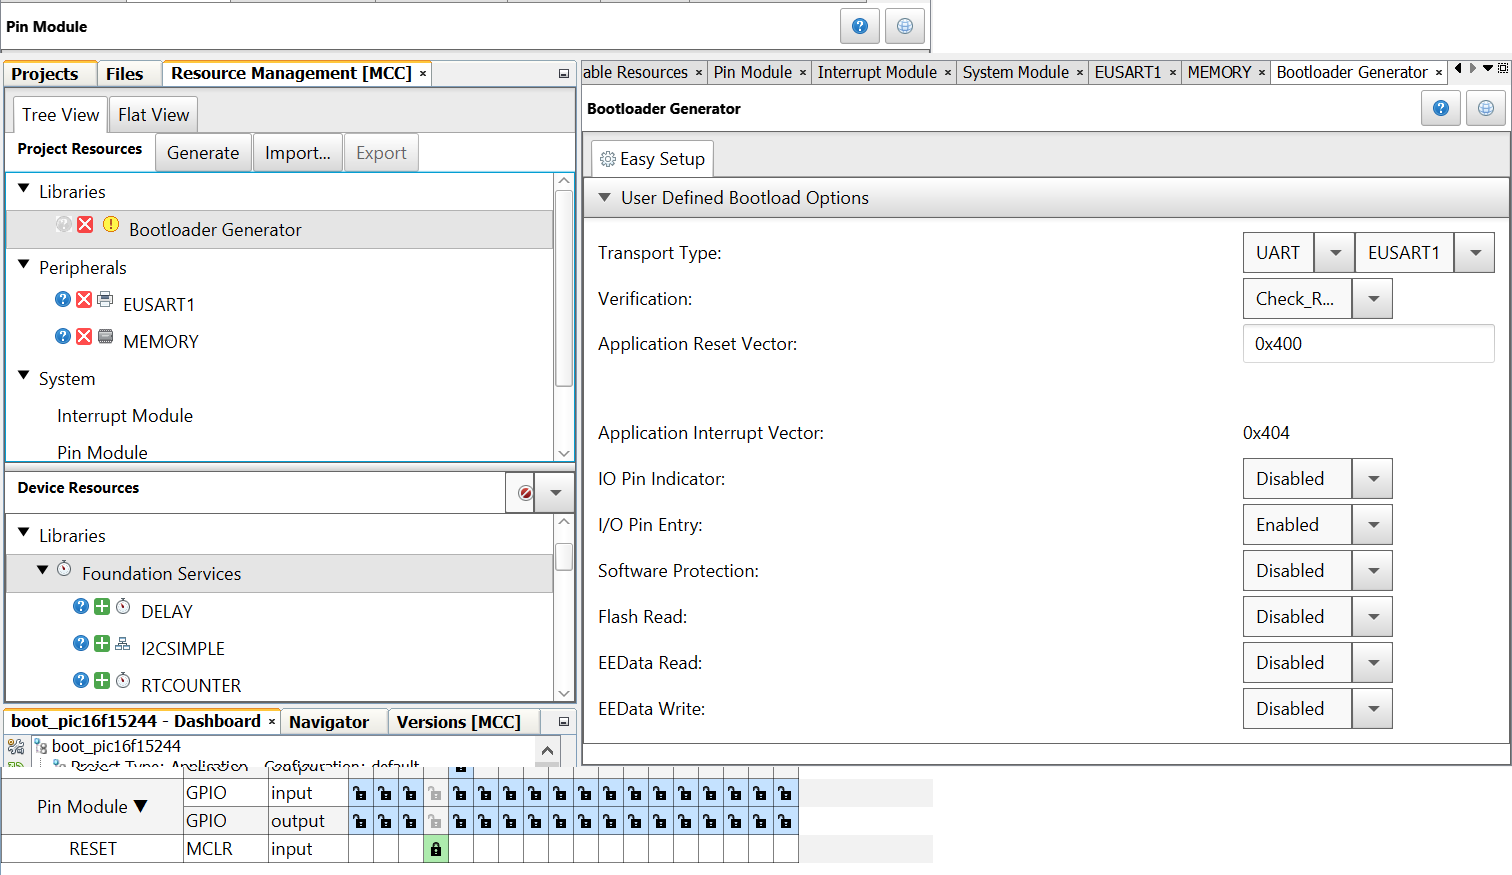 Pin Module
Projects Files Resource Management [MCC] ×
able Resources × Pin Module × Interrupt Module × System Module × EUSART1 × MEMORY × Bootloader Generator ×
Bootloader Generator
Tree View Flat View
Project Resources Generate Import... Export
Easy Setup
Libraries
User Defined Bootload Options
Bootloader Generator
Transport Type: UART EUSART1
Peripherals
Verification: Check_R...
EUSART1
Application Reset Vector: 0x400
MEMORY
System
Interrupt Module
Application Interrupt Vector: 0x404
Pin Module
IO Pin Indicator: Disabled
Device Resources
I/O Pin Entry: Enabled
Libraries
Software Protection: Disabled
Foundation Services
Flash Read: Disabled
DELAY
EEData Read: Disabled
I2CSIMPLE
RTCOUNTER
EEData Write: Disabled
boot_pic16f15244 - Dashboard × Navigator Versions [MCC]
boot_pic16f15244
Project Type: Application - Configuration: default
Pin Module ▼ GPIO input
GPIO output
RESET MCLR input